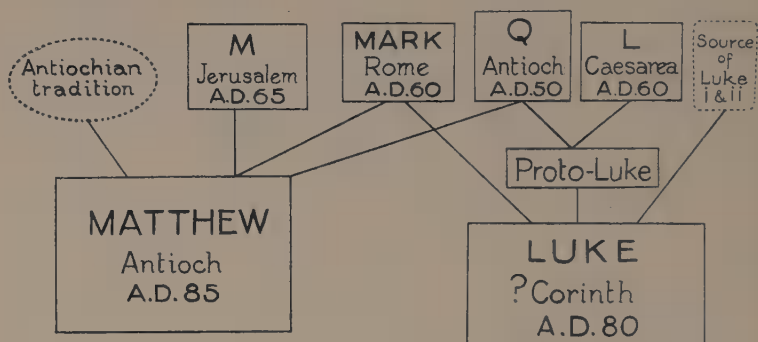 Antiochian
tradition
M
Jerusalem
A.D.65
MARK
Rome
A.D.60
Q
Antioch
A.D.50
L
Caesarea
A.D.60
Source
of
Luke
i & ii
Proto-Luke
MATTHEW
Antioch
A.D.85
LUKE
? Corinth
A.D.80